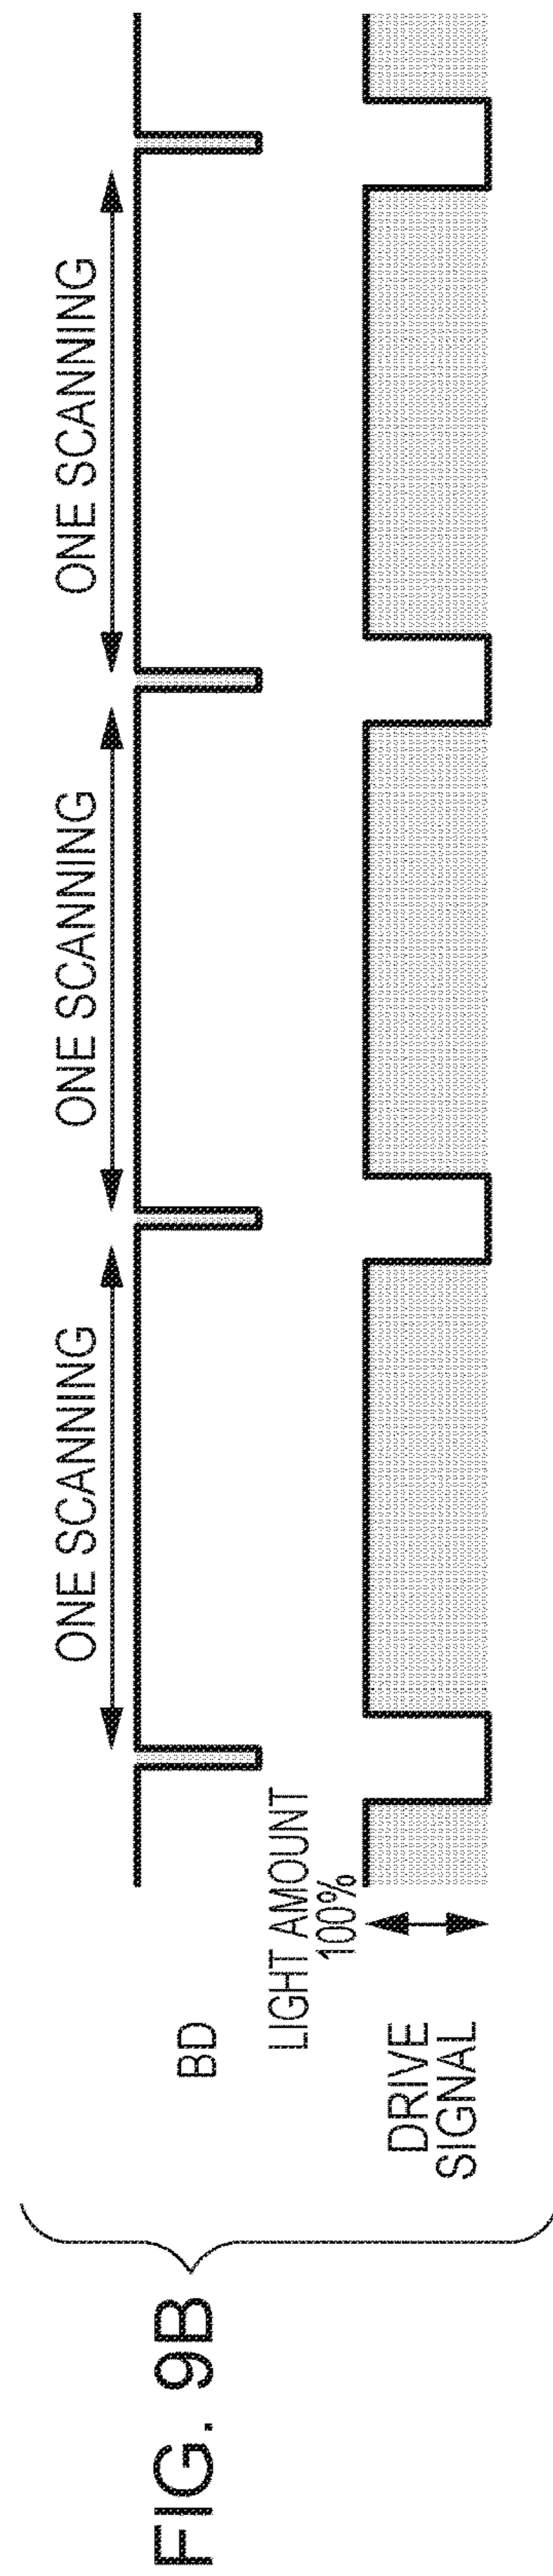 FIG. 9B
ONE SCANNING
ONE SCANNING
ONE SCANNING
BD
LIGHT AMOUNT
100%
DRIVE
SIGNAL